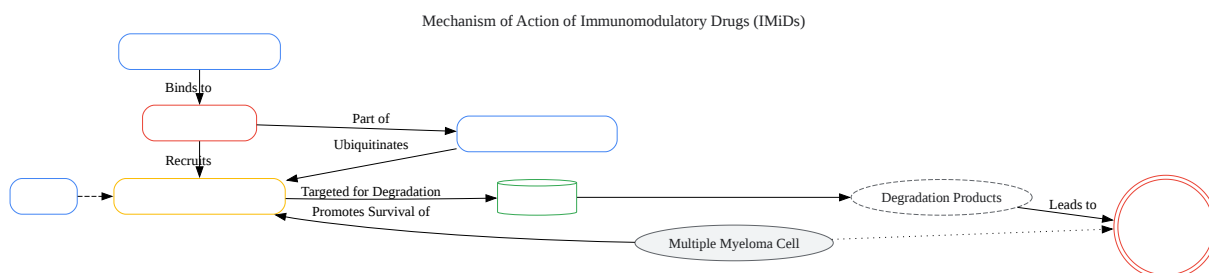 Mechanism of Action of Immunomodulatory Drugs (IMiDs)
Binds to
Part of
Ubiquitinates
Recruits
Targeted for Degradation
Promotes Survival of
Degradation Products
Leads to
Multiple Myeloma Cell